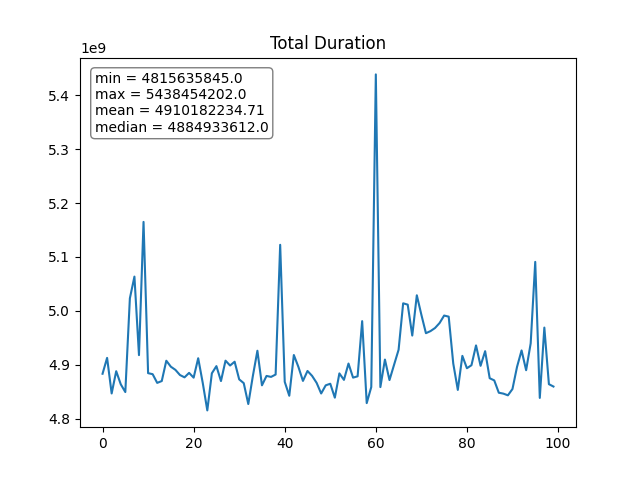 Total Duration
1e9
min = 4815635845.0
max = 5438454202.0
mean = 4910182234.71
median = 4884933612.0
5.4
5.3
5.2
5.1
5.0
4.9
4.8
0 20 40 60 80 100